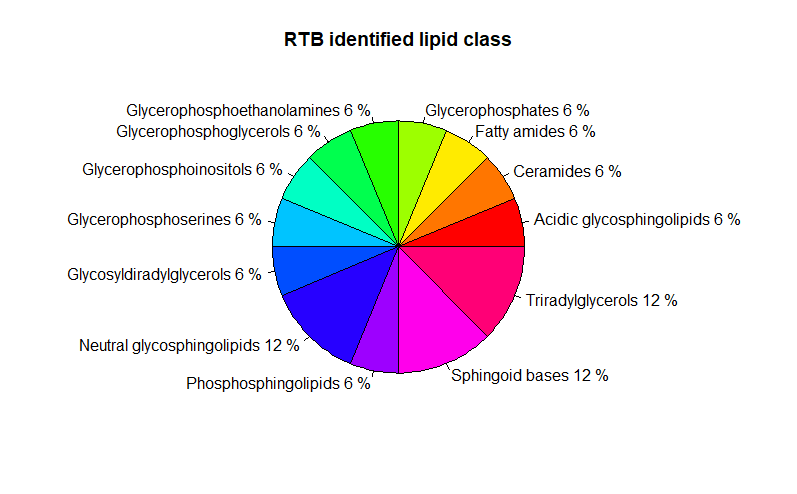 RTB identified lipid class
Glycerophosphoethanolamines 6 %
Glycerophosphates 6 %
Glycerophosphoglycerols 6 %
Fatty amides 6 %
Glycerophosphoinositols 6 %
Ceramides 6 %
Glycerophosphoserines 6 %
Acidic glycosphingolipids 6 %
Glycosyldiradylglycerols 6 %
Triradylglycerols 12 %
Neutral glycosphingolipids 12 %
Sphingoid bases 12 %
Phosphosphingolipids 6 %